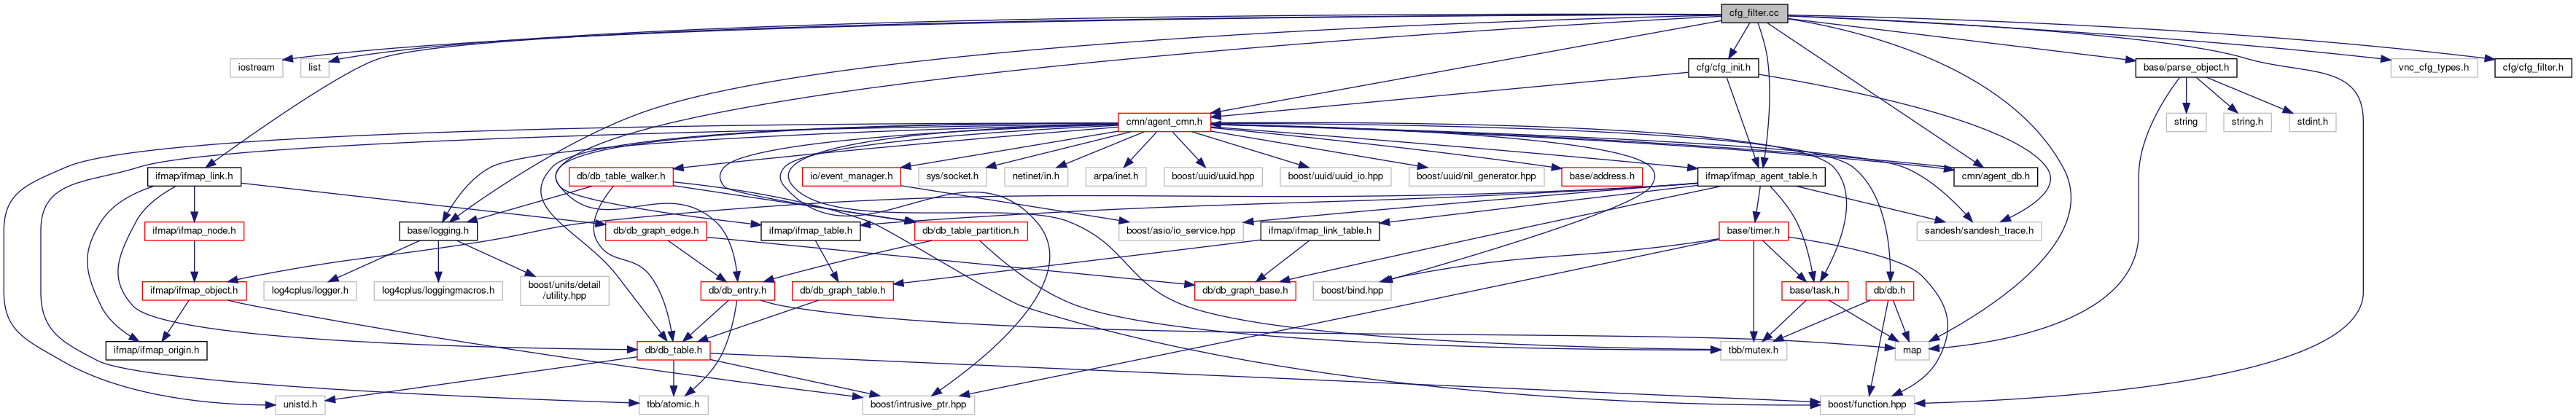 cfg_filter.cc
iostream
list
cfg/cfg_init.h
base/parse_object.h
vnc_cfg_types.h
cfg/cfg_filter.h
cmn/agent_cmn.h
string
string.h
stdint.h
ifmap/ifmap_link.h
db/db_table_walker.h
io/event_manager.h
sys/socket.h
netinet/in.h
arpa/inet.h
boost/uuid/uuid.hpp
boost/uuid/uuid_io.hpp
boost/uuid/nil_generator.hpp
base/address.h
ifmap/ifmap_agent_table.h
cmn/agent_db.h
ifmap/ifmap_node.h
base/logging.h
db/db_graph_edge.h
ifmap/ifmap_table.h
db/db_table_partition.h
boost/asio/io_service.hpp
ifmap/ifmap_link_table.h
base/timer.h
sandesh/sandesh_trace.h
ifmap/ifmap_object.h
log4cplus/logger.h
log4cplus/loggingmacros.h
boost/units/detail
/utility.hpp
db/db_entry.h
db/db_graph_table.h
db/db_graph_base.h
boost/bind.hpp
base/task.h
db/db.h
ifmap/ifmap_origin.h
db/db_table.h
tbb/mutex.h
map
unistd.h
tbb/atomic.h
boost/intrusive_ptr.hpp
boost/function.hpp